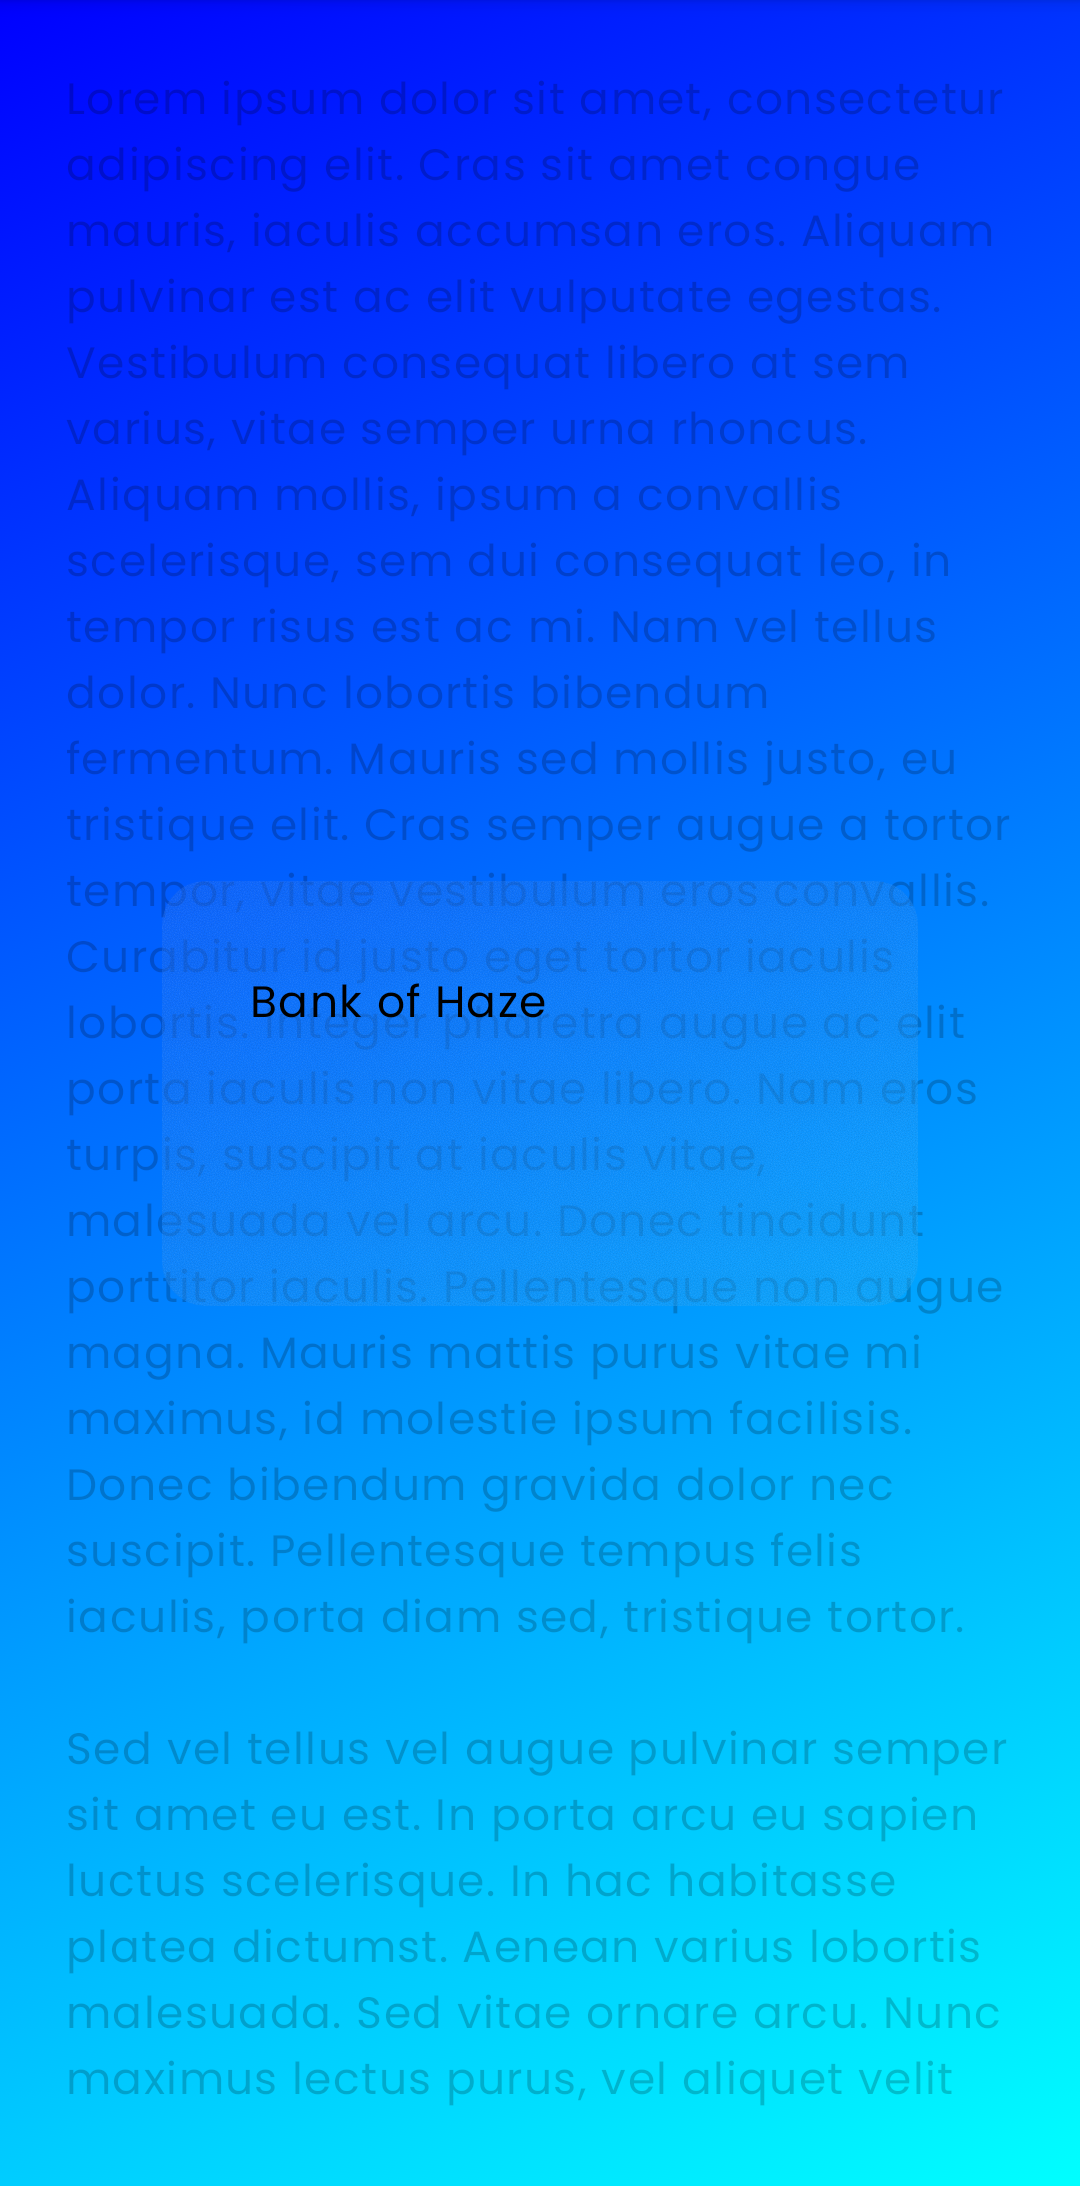 Lorem ipsum dolor sit amet, consectetur
adipiscing elit. Cras sit amet congue
mauris, iaculis accumsan eros. Aliquam
pulvinar est ac elit vulputate egestas.
Vestibulum consequat libero at sem
varius, vitae semper urna rhoncus.
Aliquam mollis, ipsum a convallis
scelerisque, sem dui consequat leo, in
tempor risus est ac mi. Nam vel tellus
dolor. Nunc lobortis bibendum
fermentum. Mauris sed mollis justo, eu
tristique elit. Cras semper augue a tortor
tempor, vitae vestibulum eros convallis.
Curabitur id justo eget tortor iaculis
Bank of Haze
lobortis. Integer pharetra augue ac elit
porta iaculis non vitae libero. Nam eros
turpis, suscipit at iaculis vitae,
malesuada vel arcu. Donec tincidunt
porttitor iaculis. Pellentesque non augue
magna. Mauris mattis purus vitae mi
maximus, id molestie ipsum facilisis.
Donec bibendum gravida dolor nec
suscipit. Pellentesque tempus felis
iaculis, porta diam sed, tristique tortor.
Sed vel tellus vel augue pulvinar semper
sit amet eu est. In porta arcu eu sapien
luctus scelerisque. In hac habitasse
platea dictumst. Aenean varius lobortis
malesuada. Sed vitae ornare arcu. Nunc
maximus lectus purus, vel aliquet velit